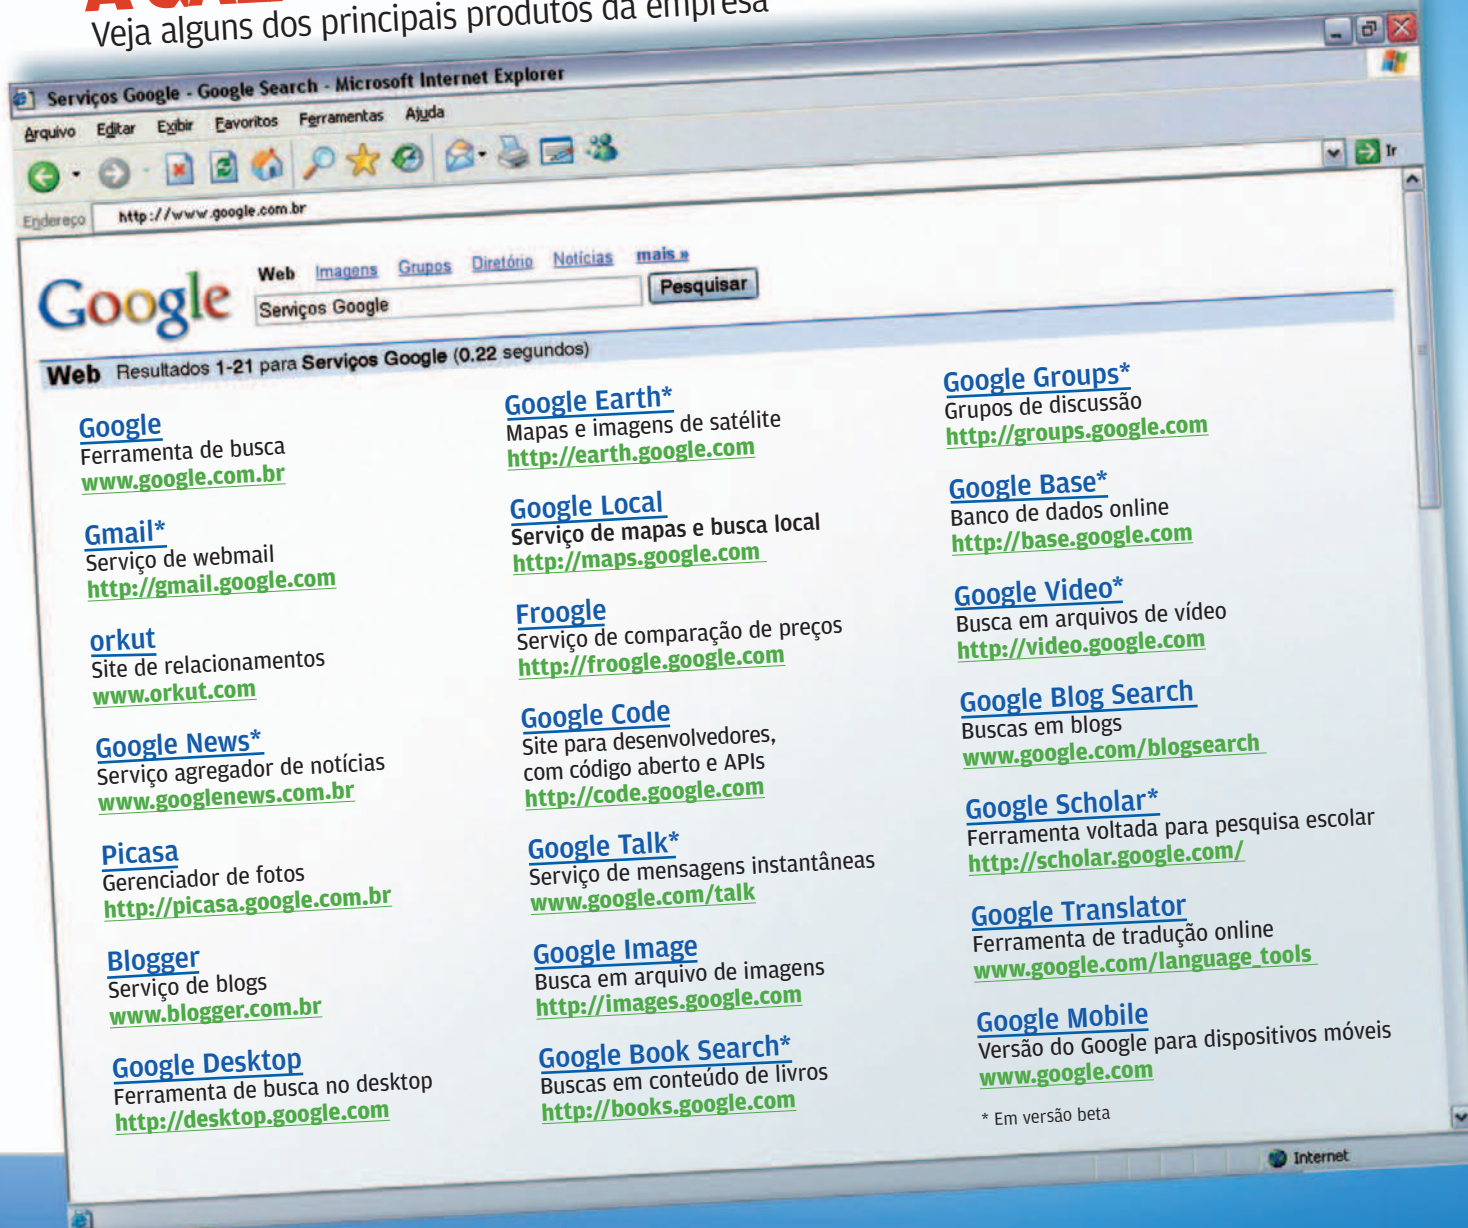 Veja alguns dos principais produtos da empresa
Serviços Google - Google Search - Microsoft Internet Explorer
Arquivo Editar Exibir Favoritos Ferramentas Ajuda
Ir
Endereço http://www.google.com.br
Google
Web Imagens Grupos Diretório Notícias mais »
Serviços Google Pesquisar
Web Resultados 1-21 para Serviços Google (0.22 segundos)
Google
Ferramenta de busca
www.google.com.br
Gmail*
Serviço de webmail
http://gmail.google.com
orkut
Site de relacionamentos
www.orkut.com
Google News*
Serviço agregador de notícias
www.googlenews.com.br
Picasa
Gerenciador de fotos
http://picasa.google.com.br
Blogger
Serviço de blogs
www.blogger.com.br
Google Desktop
Ferramenta de busca no desktop
http://desktop.google.com
Google Earth*
Mapas e imagens de satélite
http://earth.google.com
Google Local
Serviço de mapas e busca local
http://maps.google.com
Froogle
Serviço de comparação de preços
http://froogle.google.com
Google Code
Site para desenvolvedores,
com código aberto e APIs
http://code.google.com
Google Talk*
Serviço de mensagens instantâneas
www.google.com/talk
Google Image
Busca em arquivo de imagens
http://images.google.com
Google Book Search*
Buscas em conteúdo de livros
http://books.google.com
Google Groups*
Grupos de discussão
http://groups.google.com
Google Base*
Banco de dados online
http://base.google.com
Google Video*
Busca em arquivos de vídeo
http://video.google.com
Google Blog Search
Buscas em blogs
www.google.com/blogsearch
Google Scholar*
Ferramenta voltada para pesquisa escolar
http://scholar.google.com/
Google Translator
Ferramenta de tradução online
www.google.com/language_tools
Google Mobile
Versão do Google para dispositivos móveis
www.google.com
* Em versão beta
Internet